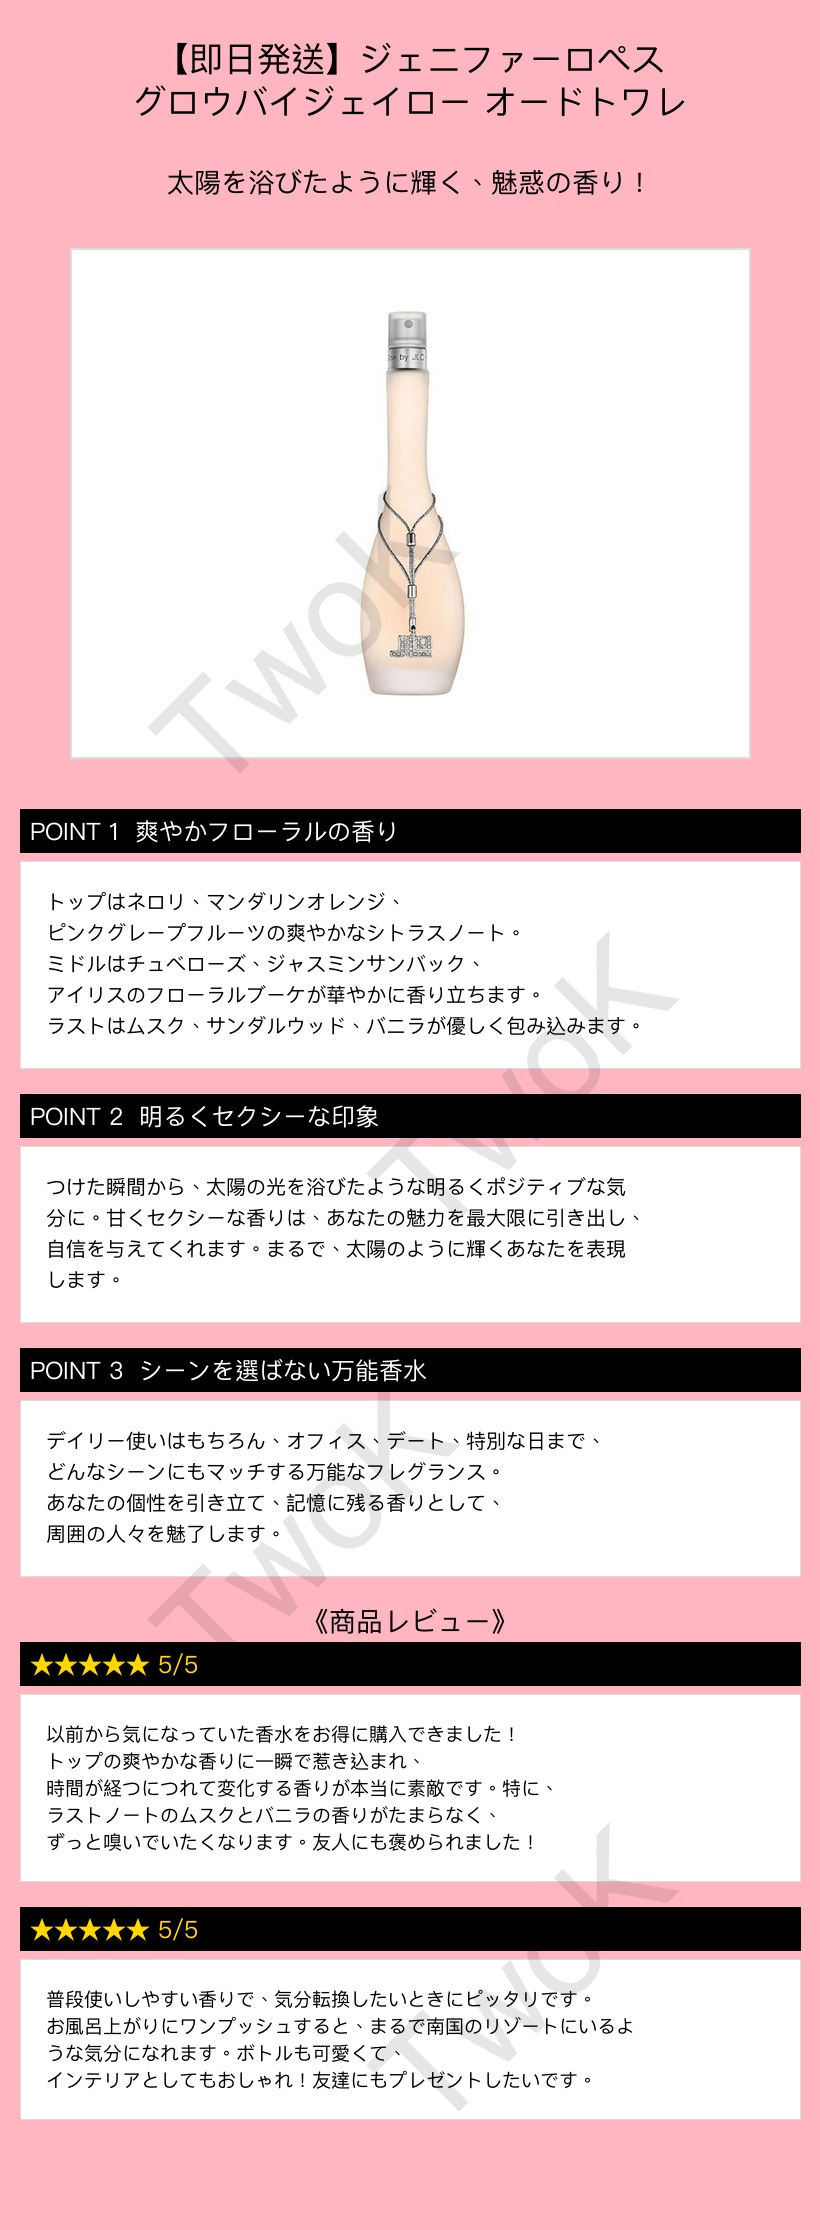 【即日発送】ジェニファーロペス
グロウバイジェイロー オードトワレ
太陽を浴びたように輝く、魅惑の香り！
by JLO
JLO
TwoK
POINT 1 爽やかフローラルの香り
トップはネロリ、マンダリンオレンジ、
ピンクグレープフルーツの爽やかなシトラスノート。
ミドルはチュベローズ、ジャスミンサンバック、
アイリスのフローラルブーケが華やかに香り立ちます。
ラストはムスク、サンダルウッド、バニラが優しく包み込みます。
TwoK
POINT 2 明るくセクシーな印象
つけた瞬間から、太陽の光を浴びたような明るくポジティブな気
分に。甘くセクシーな香りは、あなたの魅力を最大限に引き出し、
自信を与えてくれます。まるで、太陽のように輝くあなたを表現
します。
POINT 3 シーンを選ばない万能香水
デイリー使いはもちろん、オフィス、デート、特別な日まで、
どんなシーンにもマッチする万能なフレグランス。
あなたの個性を引き立て、記憶に残る香りとして、
周囲の人々を魅了します。
TwoK
《商品レビュー》
★★★★★ 5/5
以前から気になっていた香水をお得に購入できました！
トップの爽やかな香りに一瞬で惹き込まれ、
時間が経つにつれて変化する香りが本当に素敵です。特に、
ラストノートのムスクとバニラの香りがたまらなく、
ずっと嗅いでいたくなります。友人にも褒められました！
★★★★★ 5/5
普段使いしやすい香りで、気分転換したいときにピッタリです。
お風呂上がりにワンプッシュすると、まるで南国のリゾートにいるよ
うな気分になれます。ボトルも可愛くて、
インテリアとしてもおしゃれ！友達にもプレゼントしたいです。
TwoK